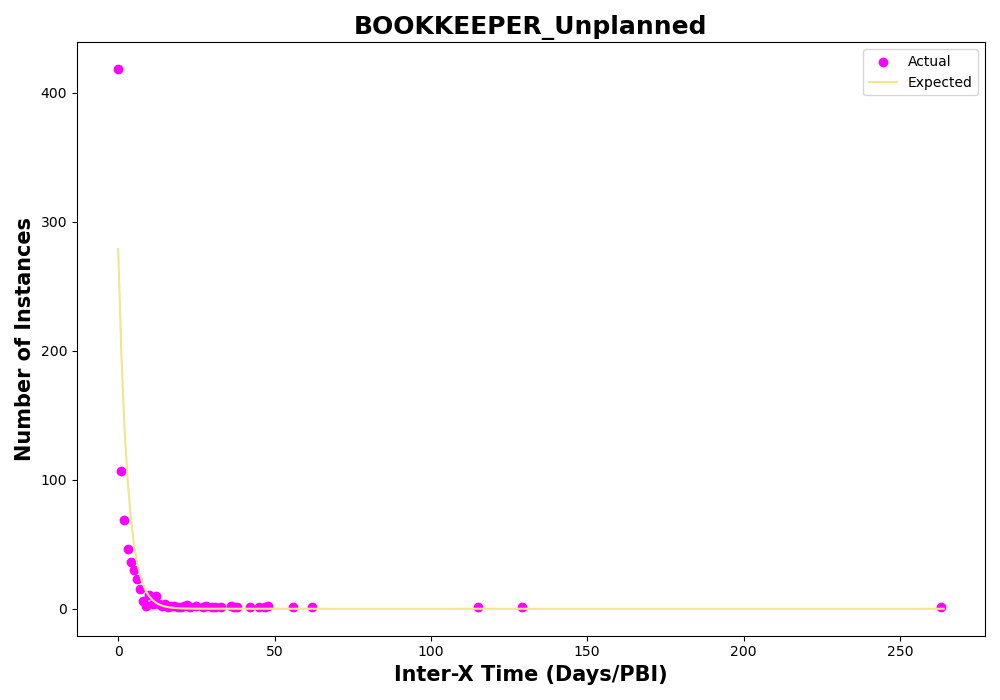 BOOKKEEPER_Unplanned
Actual
Expected
Number of Instances
400
300
200
100
0
0
50
100
150
200
250
Inter-X Time (Days/PBI)